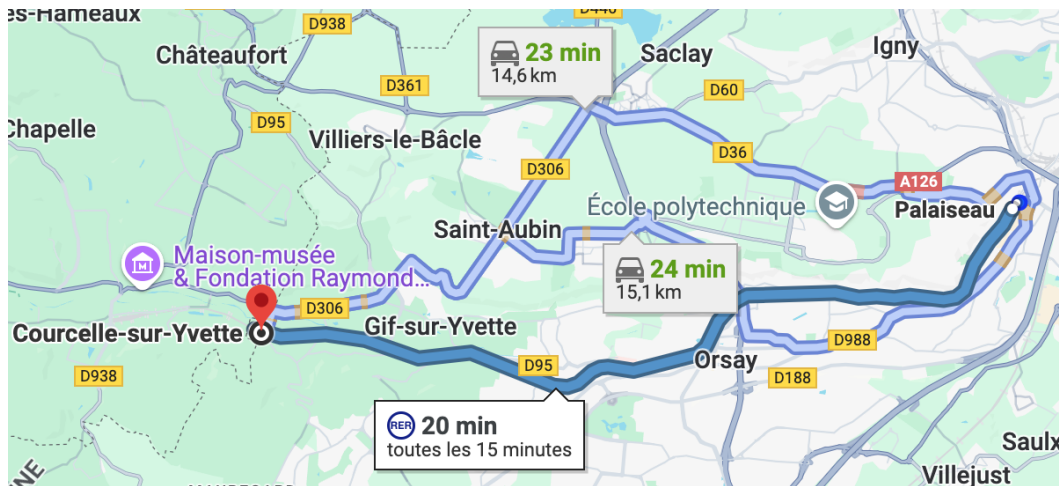 es-Hameaux
D938
D446
Châteaufort
23 min
14,6 km
Saclay
Igny
D361
D60
Chapelle
D95
Villiers-le-Bâcle
D306
D36
A126
École polytechnique
Palaiseau
Saint-Aubin
Maison-musée
& Fondation Raymond...
24 min
15,1 km
D306
Courcelle-sur-Yvette
Gif-sur-Yvette
D988
D95
Orsay
D938
D188
RER 20 min
toutes les 15 minutes
Saulx
Villejust